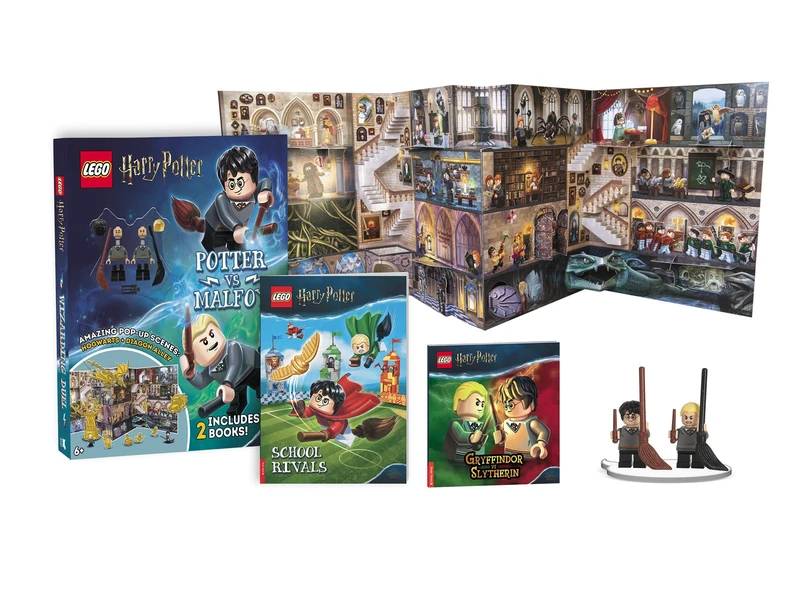 LEGO
Harry Potter
POTTER
VS
MALFOY
AMAZING POP-UP SCENES:
HOGWARTS & DIAGON ALLEY
2 INCLUDES
BOOKS!
6+
LEGO
Harry Potter
WIZARDING DUEL
LEGO
Harry Potter
SCHOOL
RIVALS
LEGO
Harry Potter
GRYFFINDOR
VS
SLYTHERIN